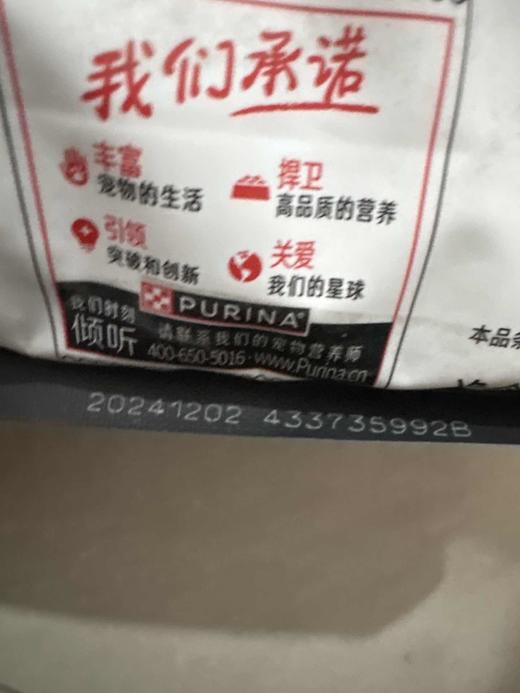 我们承诺
丰富
宠物的生活
捍卫
高品质的营养
引领
突破和创新
关爱
我们的星球
PURINA
我们时刻
倾听
请联系我们的宠物营养师
400-650-5016·www.Purina.cn
本品
20241202 433735992B